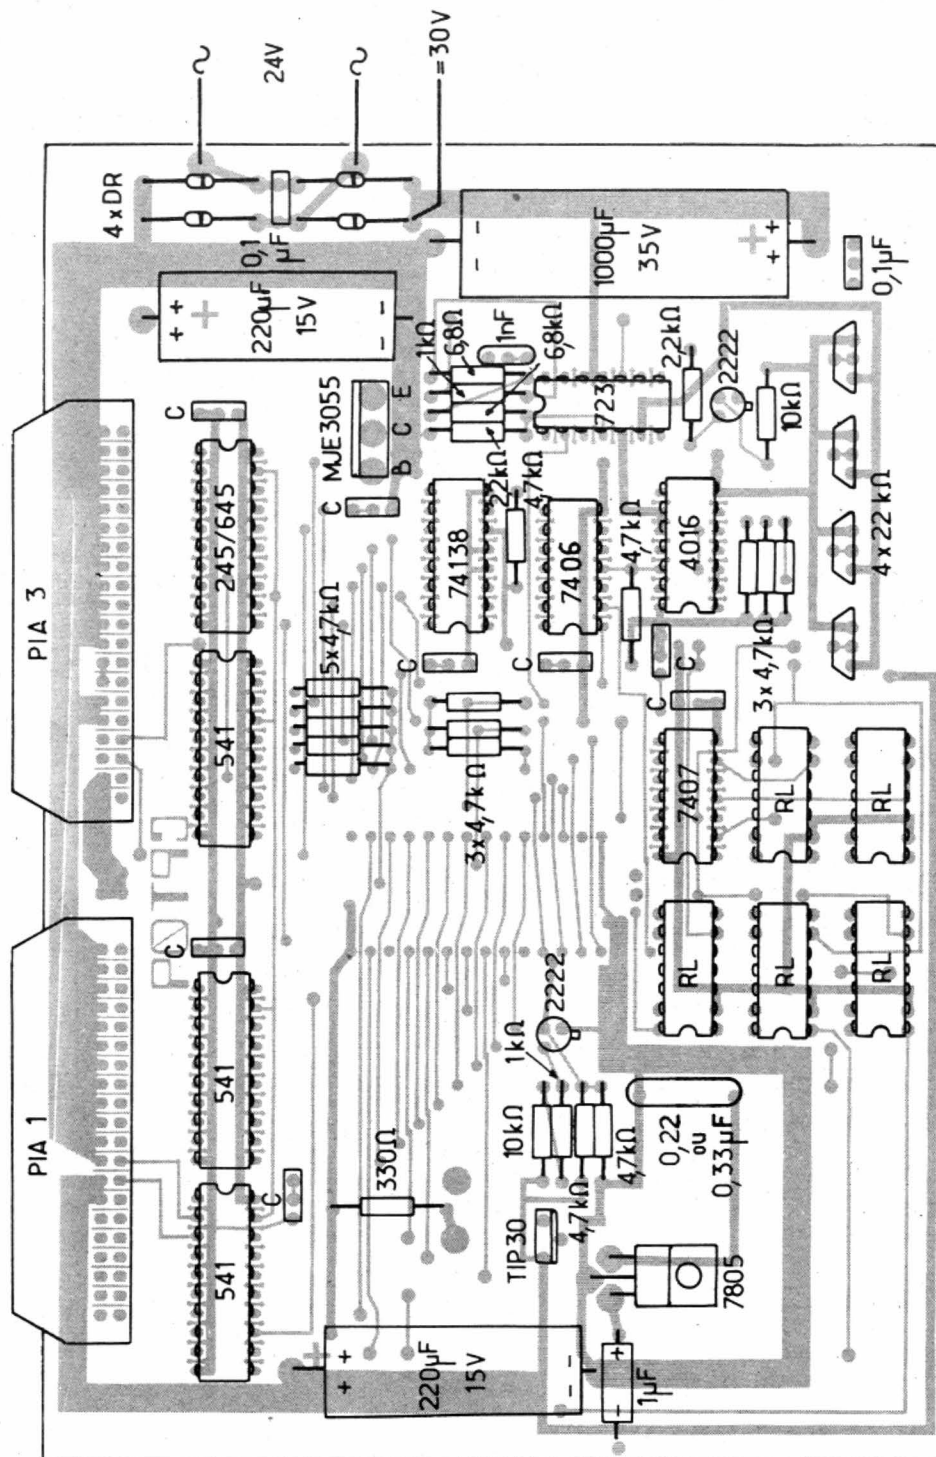 PIA 1
PIA 3
4xDR
24V
=30V
0,1
µF
220µF
15V
1000µF
35V
0,1µF
541
541
541
245/645
C
C
C
C
MJE3055
B C E
1kΩ
6,8Ω
1nF
6,8kΩ
22kΩ
4,7kΩ
723
2,2kΩ
2222
10kΩ
4x22 kΩ
5x4,7kΩ
74138
7406
4,7kΩ
4016
3x4,7kΩ
C
C
C
3x4,7kΩ
7407
RL
RL
RL
RL
RL
330Ω
2222
1kΩ
10kΩ
4,7kΩ
4,7kΩ
0,22
ou
0,33µF
TIP30
7805
220µF
15V
1µF